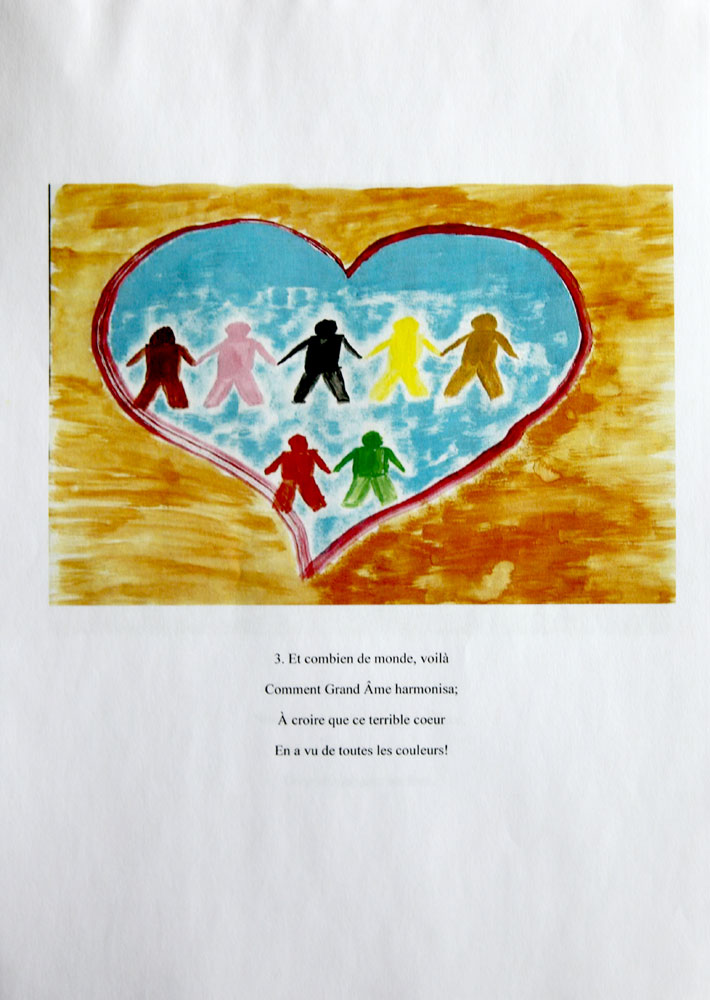 3. Et combien de monde, voilà
Comment Grand Âme harmonisa;
À croire que ce terrible coeur
En a vu de toutes les couleurs!